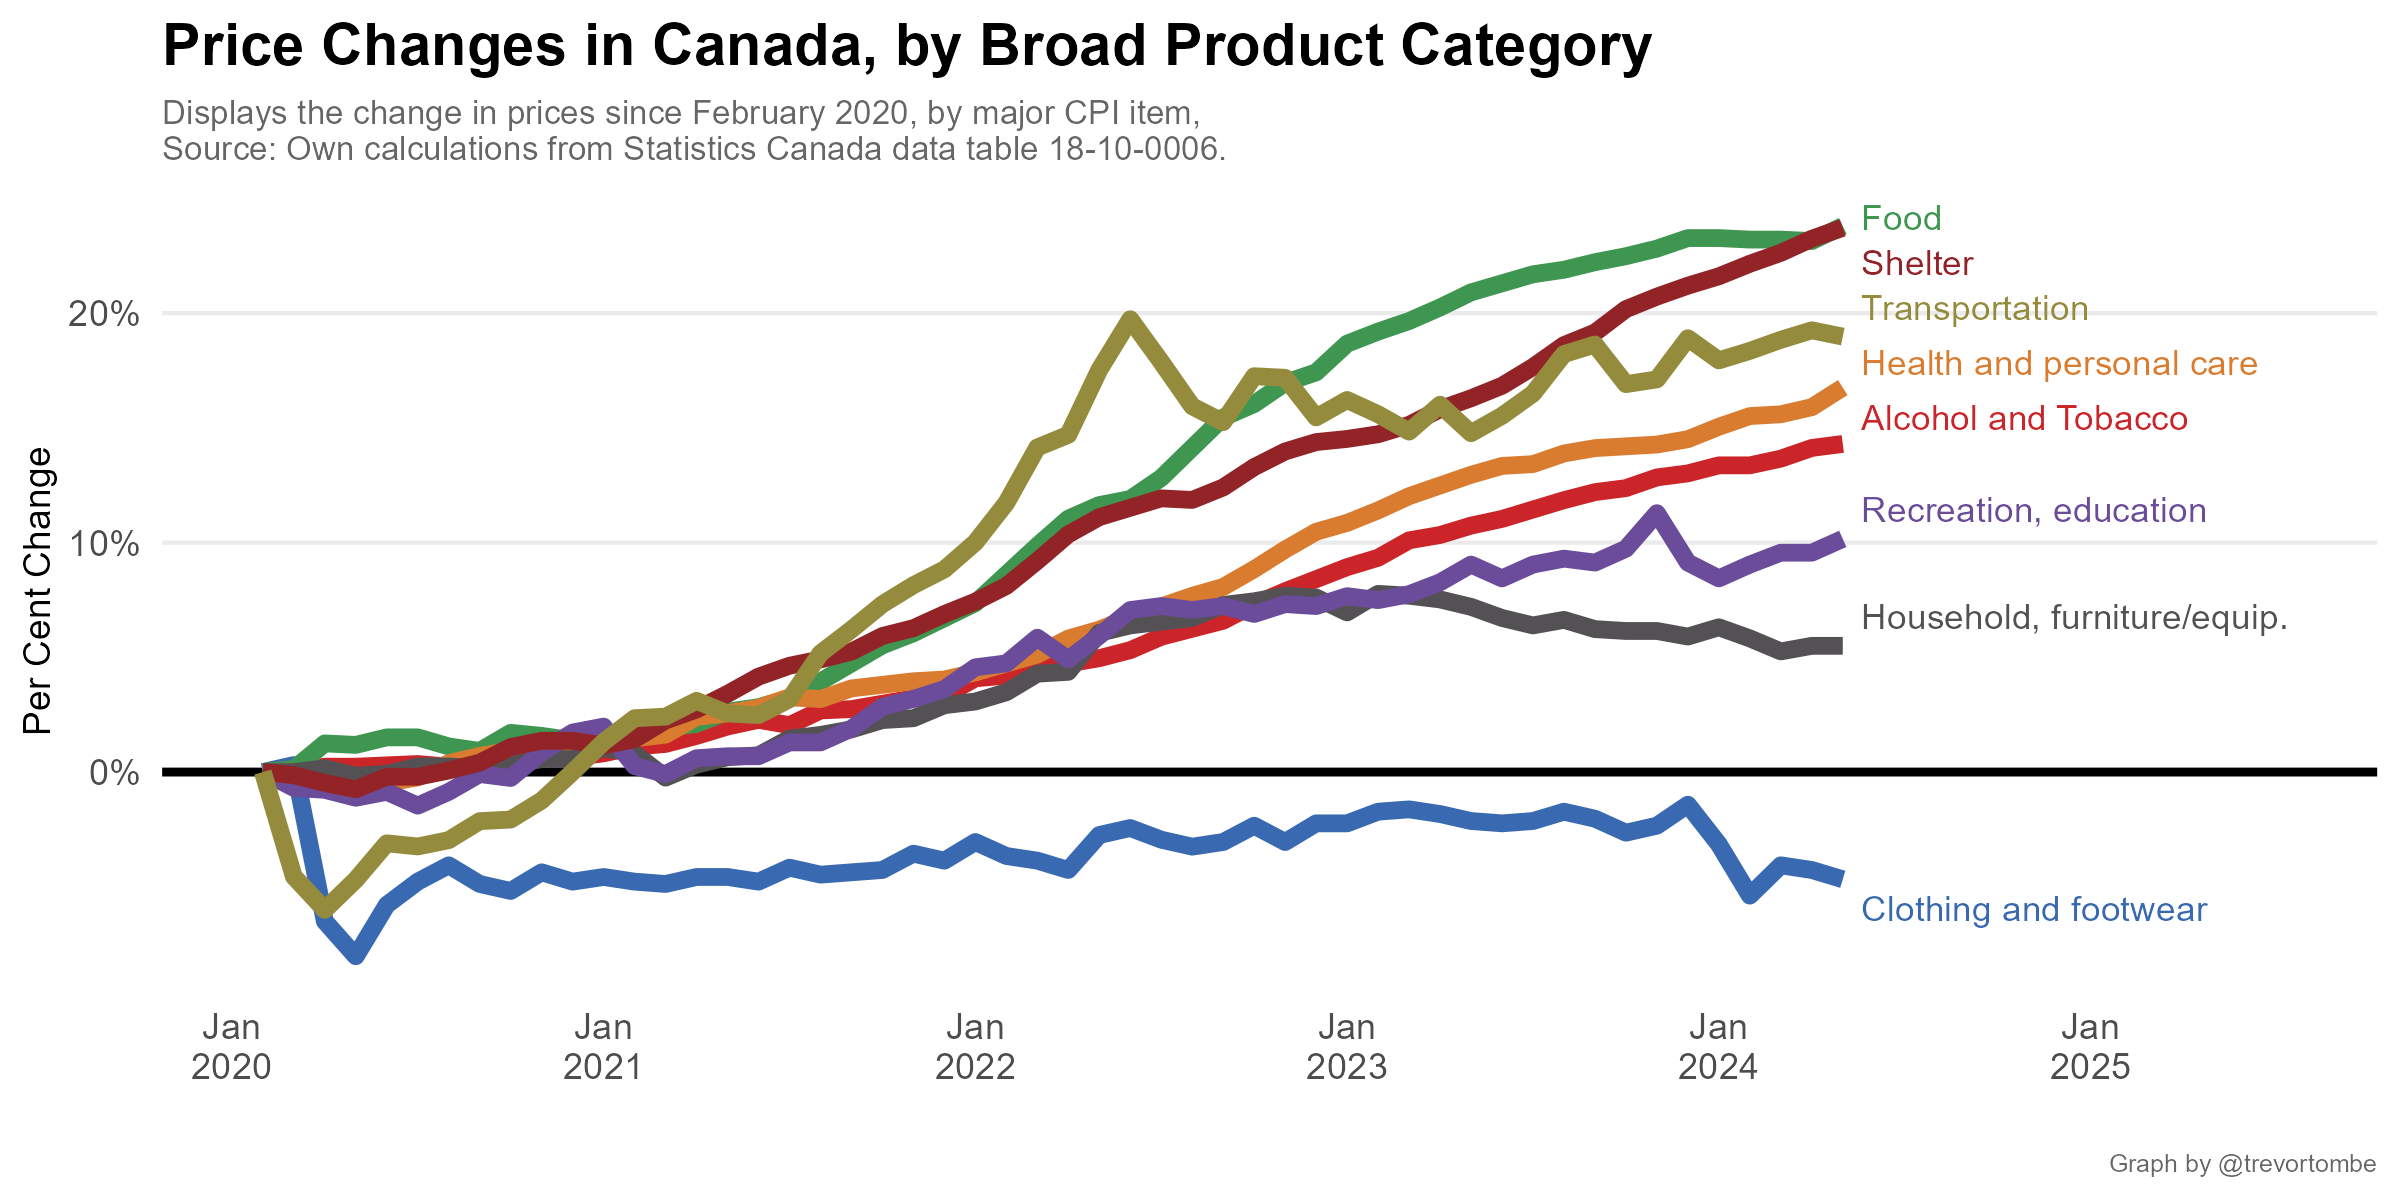 Price Changes in Canada, by Broad Product Category
Displays the change in prices since February 2020, by major CPI item,
Source: Own calculations from Statistics Canada data table 18-10-0006.
Per Cent Change
20%
10%
0%
Food
Shelter
Transportation
Health and personal care
Alcohol and Tobacco
Recreation, education
Household, furniture/equip.
Clothing and footwear
Jan
2020
Jan
2021
Jan
2022
Jan
2023
Jan
2024
Jan
2025
Graph by @trevortombe